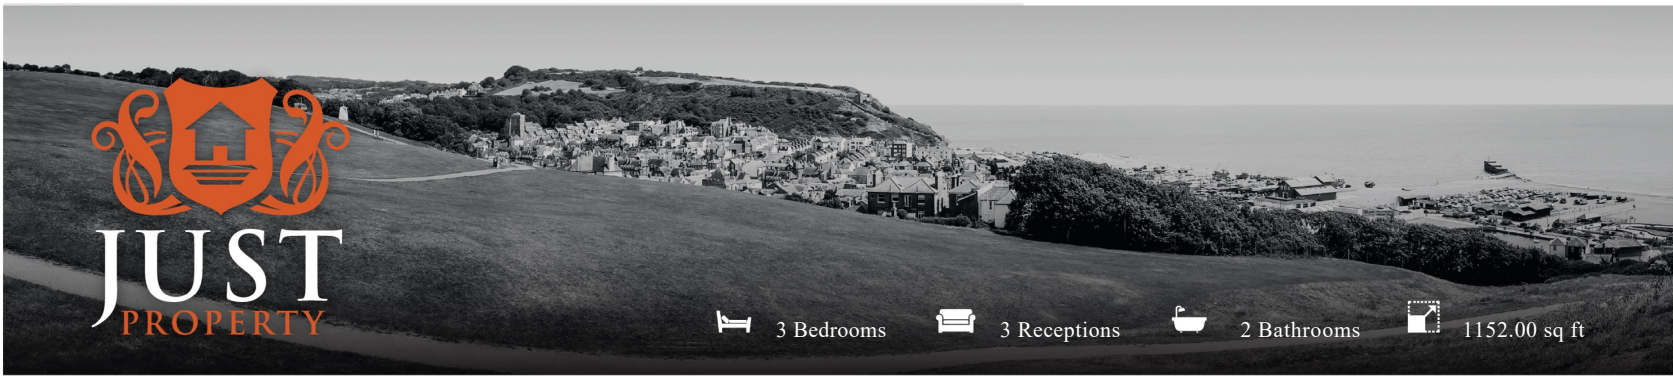 JUST
PROPERTY
3 Bedrooms 3 Receptions 2 Bathrooms 1152.00 sq ft